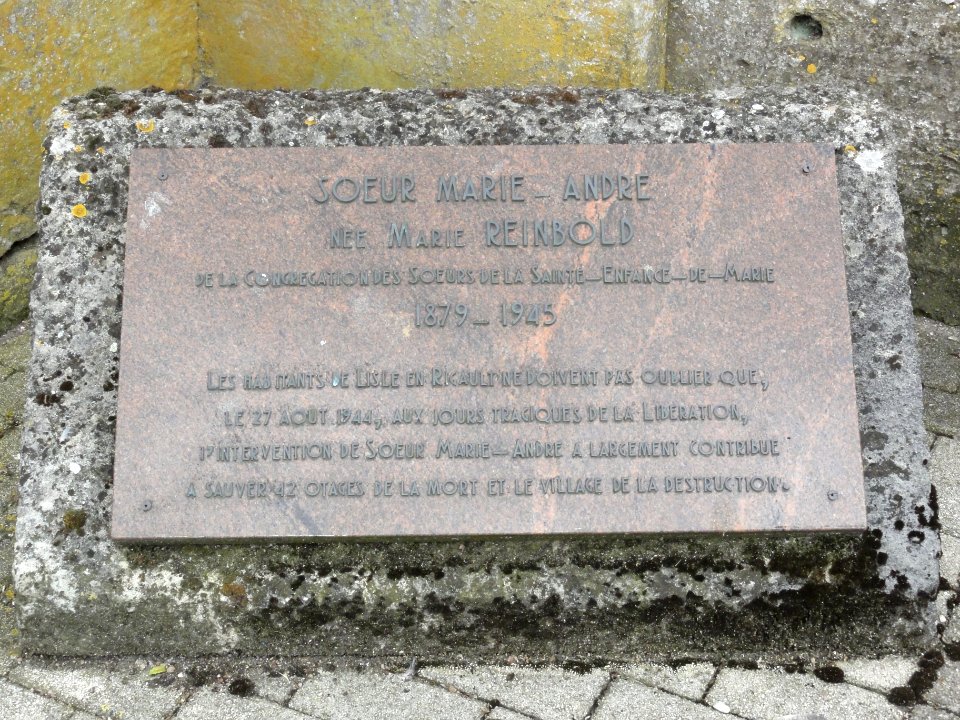 SOEUR MARIE-ANDRE
NEE MARIE REINBOLD
DE LA CONGREGATION DES SOEURS DE LA SAINTE-ENFANCE-DE-MARIE
1879-1945
LES HABITANTS DE LISLE EN RIGAULT NE DOIVENT PAS OUBLIER QUE,
LE 27 AOUT 1944, AUX JOURS TRAGIQUES DE LA LIBERATION,
l'INTERVENTION DE SOEUR MARIE-ANDRE A LARGEMENT CONTRIBUE
A SAUVER 42 OTAGES DE LA MORT ET LE VILLAGE DE LA DESTRUCTION.